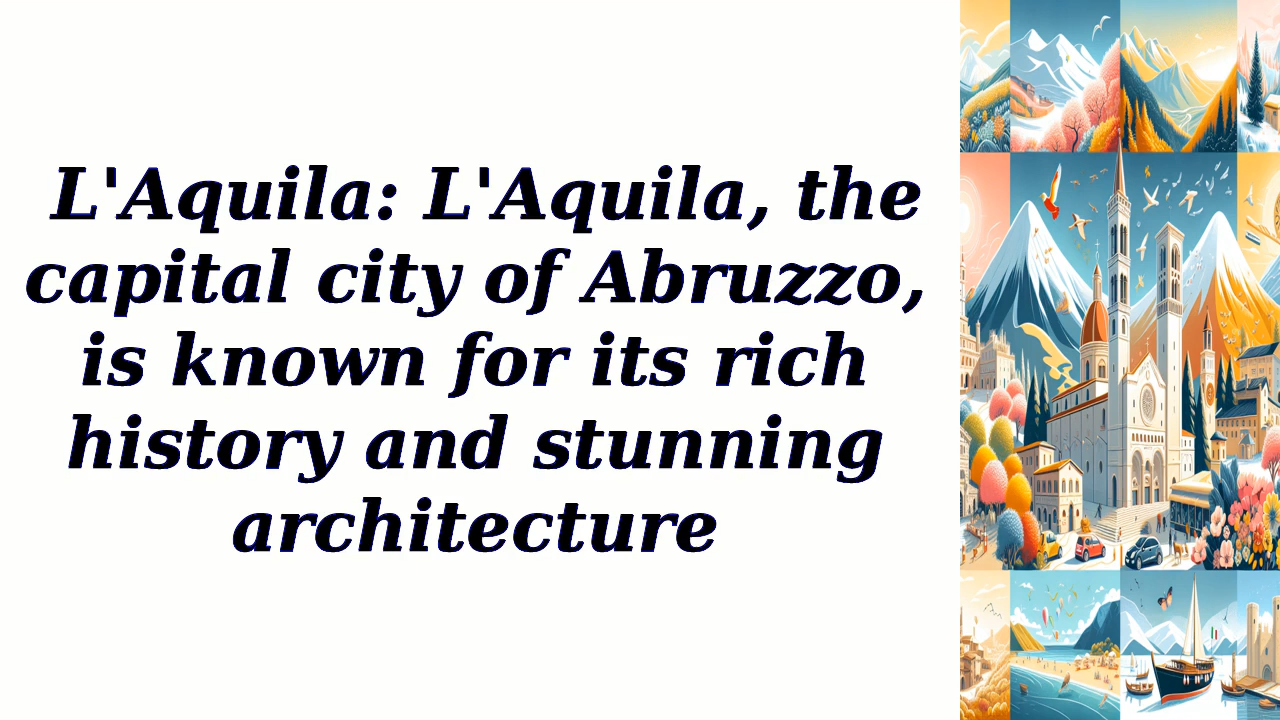 L'Aquila: L'Aquila, the
capital city of Abruzzo,
is known for its rich
history and stunning
architecture